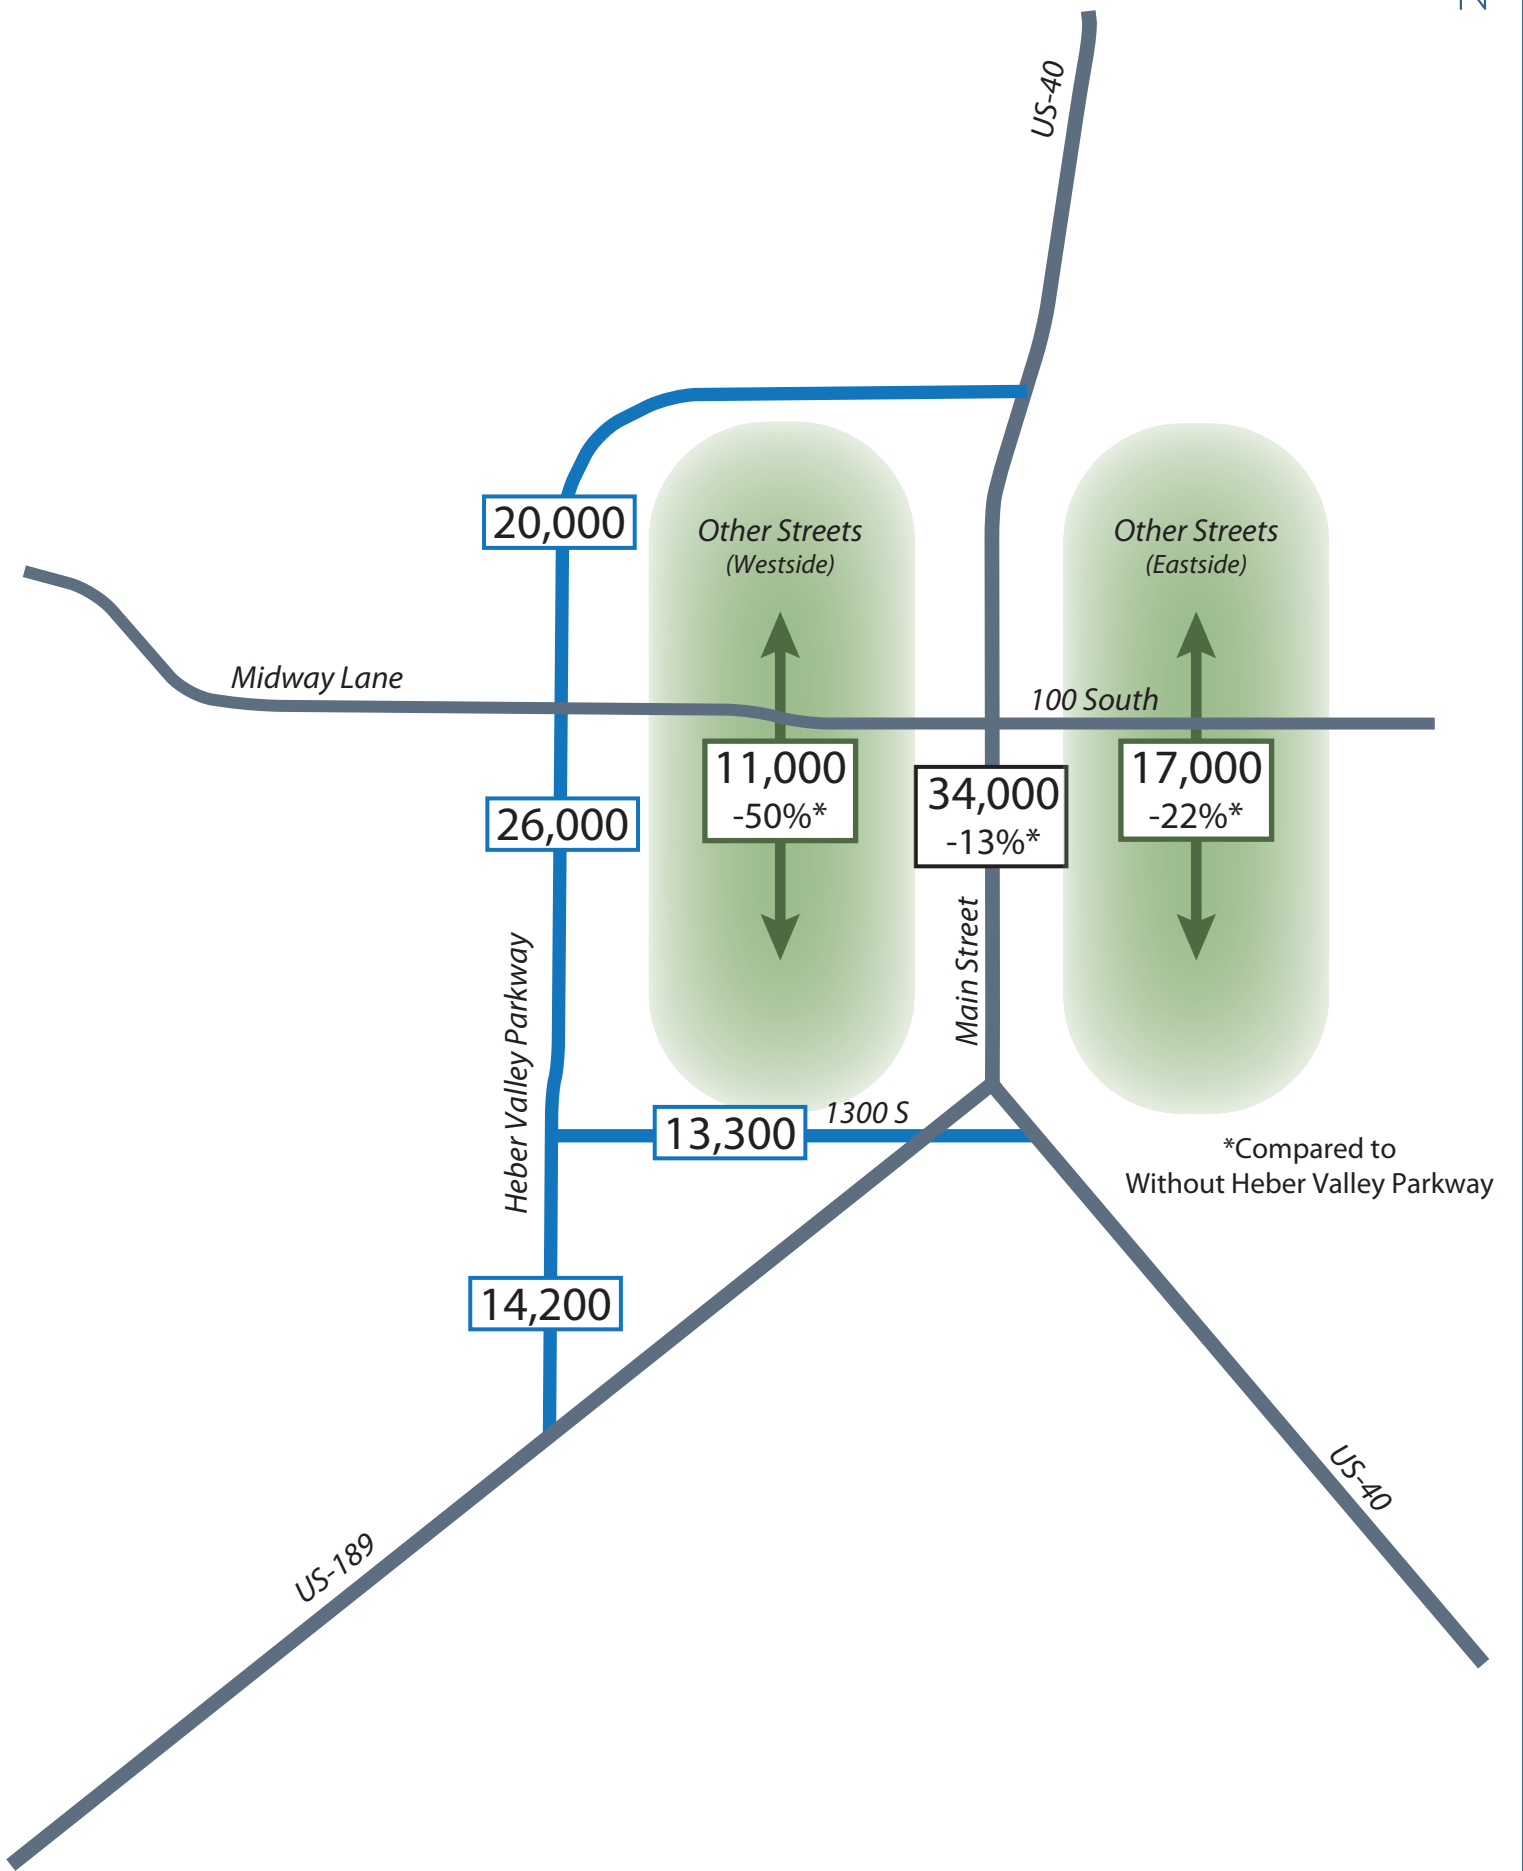 US-40
20,000
Other Streets
(Westside)
Other Streets
(Eastside)
Midway Lane
100 South
11,000
-50%*
34,000
-13%*
17,000
-22%*
26,000
Main Street
Heber Valley Parkway
1300 S
13,300
*Compared to
Without Heber Valley Parkway
14,200
US-40
US-189